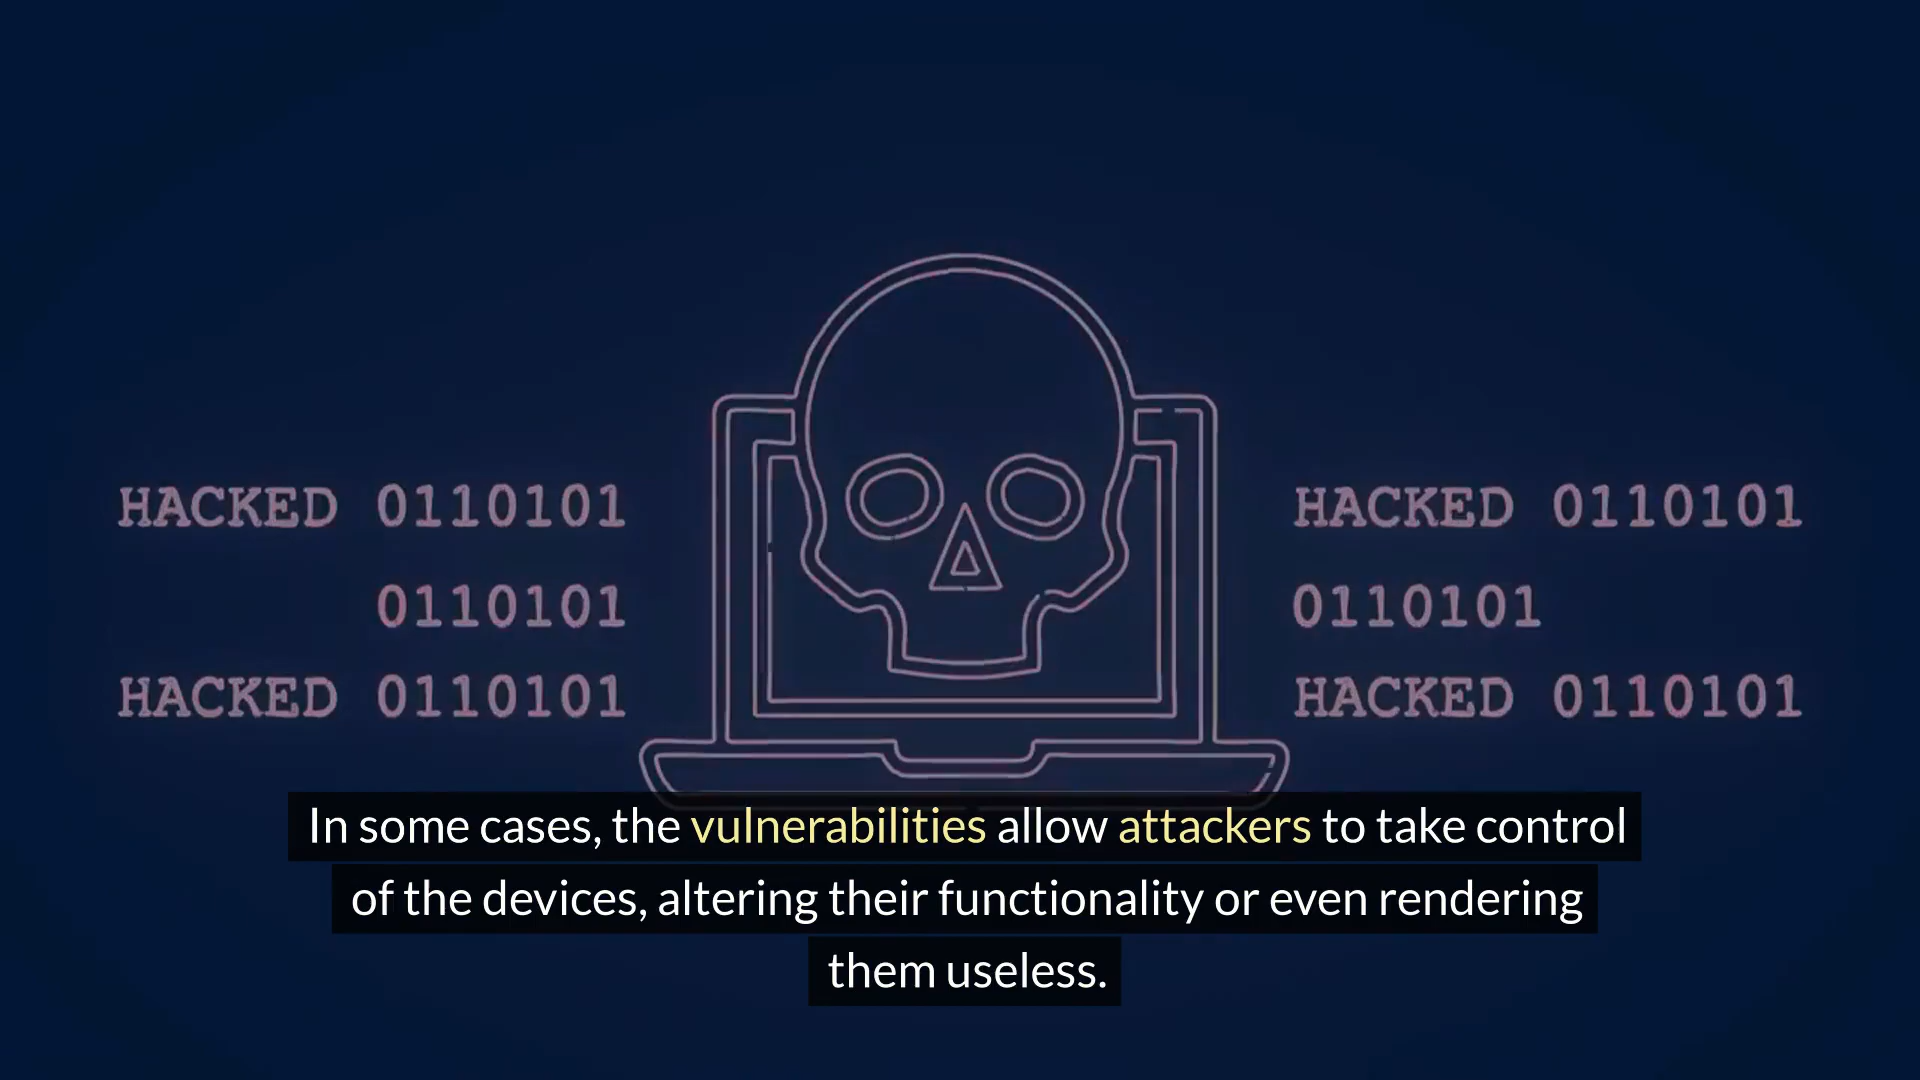 HACKED 0110101
0110101
HACKED 0110101
HACKED 0110101
0110101
HACKED 0110101
In some cases, the vulnerabilities allow attackers to take control
of the devices, altering their functionality or even rendering
them useless.